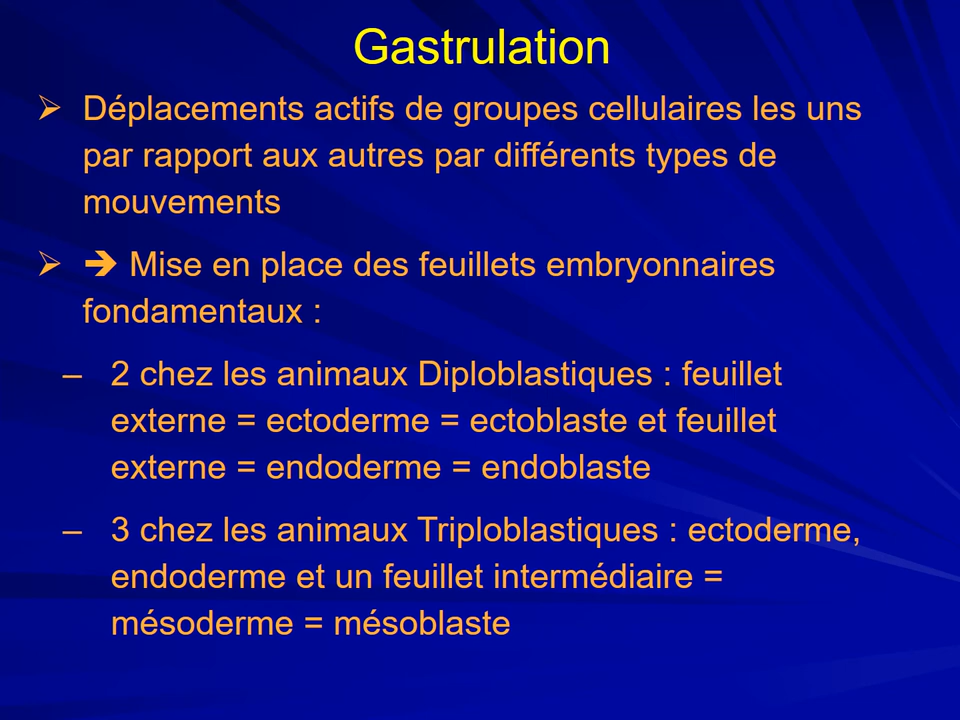 Gastrulation
➢ Déplacements actifs de groupes cellulaires les uns
par rapport aux autres par différents types de
mouvements
➢ ➔ Mise en place des feuillets embryonnaires
fondamentaux :
– 2 chez les animaux Diploblastiques : feuillet
externe = ectoderme = ectoblaste et feuillet
externe = endoderme = endoblaste
– 3 chez les animaux Triploblastiques : ectoderme,
endoderme et un feuillet intermédiaire =
mésoderme = mésoblaste